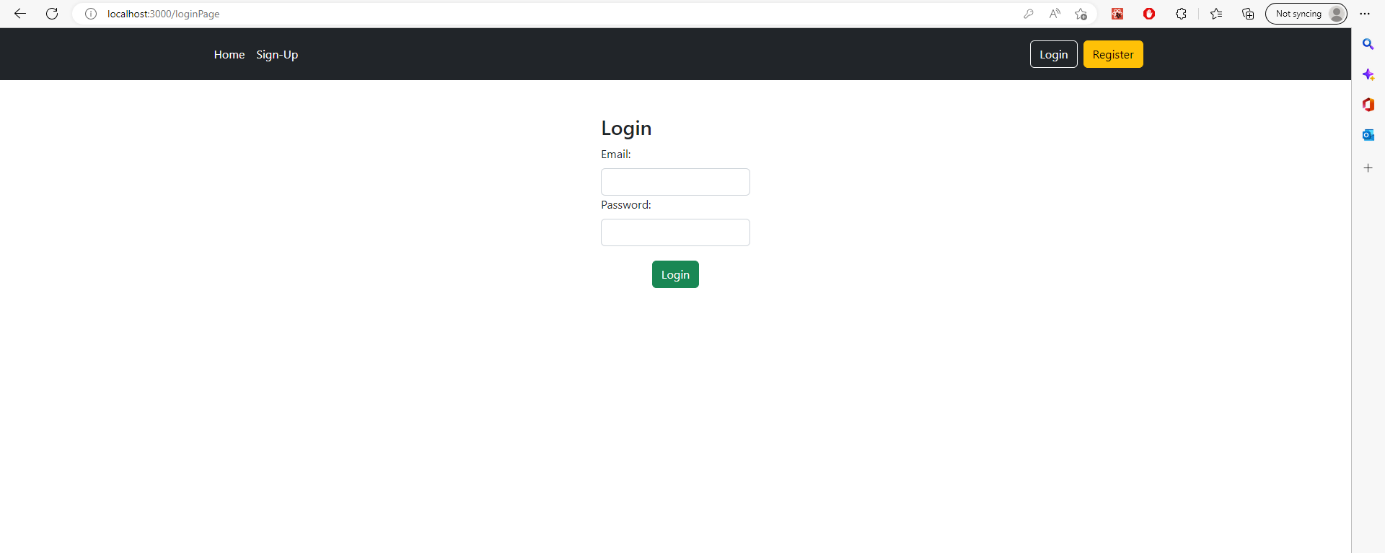 localhost:3000/loginPage
Not syncing
Home Sign-Up Login Register
Login
Email:
Password:
Login